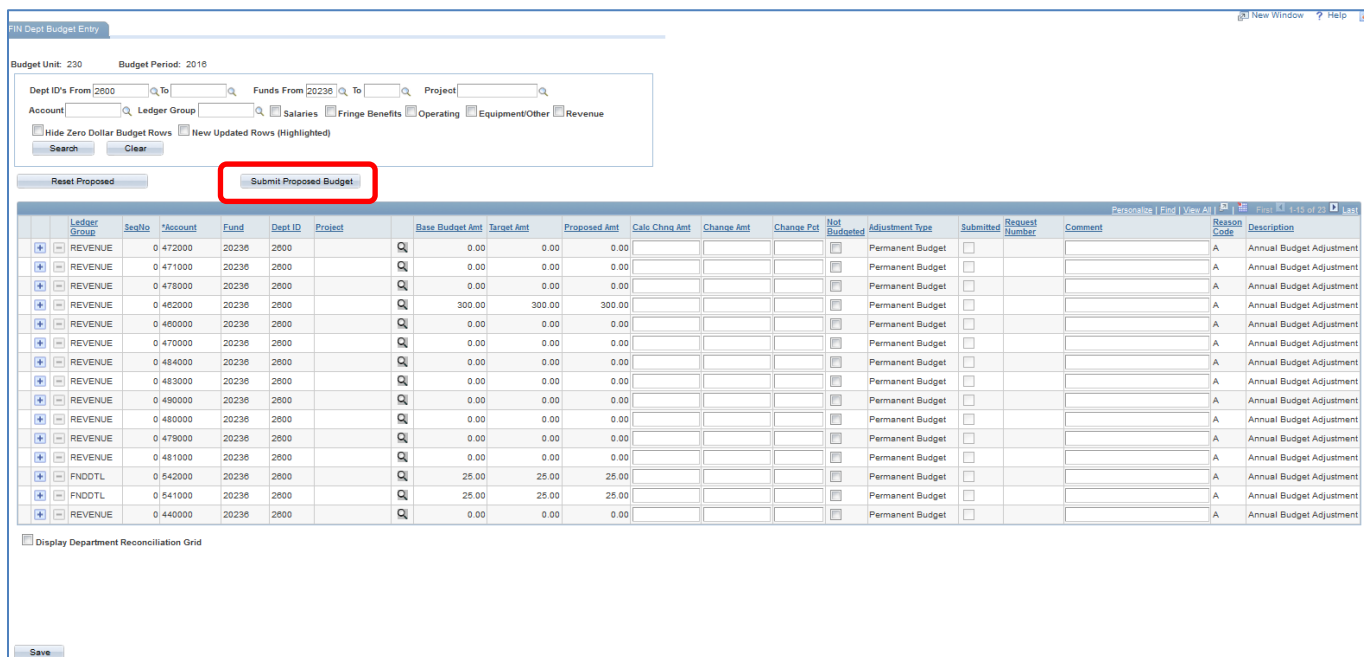 New Window ? Help
FIN Dept Budget Entry
Budget Unit: 230 Budget Period: 2016
Dept ID's From 2600 To Funds From 20236 To Project
Account Ledger Group Salaries Fringe Benefits Operating Equipment/Other Revenue
Hide Zero Dollar Budget Rows New Updated Rows (Highlighted)
Search Clear
Reset Proposed Submit Proposed Budget
Personalize | Find | View All | First 1-15 of 23 Last
Ledger Group SeqNo *Account Fund Dept ID Project Base Budget Amt Target Amt Proposed Amt Calc Chng Amt Change Amt Change Pct Not Budgeted Adjustment Type Submitted Request Number Comment Reason Code Description
REVENUE 0 472000 20236 2600 0.00 0.00 0.00 Permanent Budget A Annual Budget Adjustment
REVENUE 0 471000 20236 2600 0.00 0.00 0.00 Permanent Budget A Annual Budget Adjustment
REVENUE 0 478000 20236 2600 0.00 0.00 0.00 Permanent Budget A Annual Budget Adjustment
REVENUE 0 462000 20236 2600 300.00 300.00 300.00 Permanent Budget A Annual Budget Adjustment
REVENUE 0 460000 20236 2600 0.00 0.00 0.00 Permanent Budget A Annual Budget Adjustment
REVENUE 0 470000 20236 2600 0.00 0.00 0.00 Permanent Budget A Annual Budget Adjustment
REVENUE 0 484000 20236 2600 0.00 0.00 0.00 Permanent Budget A Annual Budget Adjustment
REVENUE 0 483000 20236 2600 0.00 0.00 0.00 Permanent Budget A Annual Budget Adjustment
REVENUE 0 490000 20236 2600 0.00 0.00 0.00 Permanent Budget A Annual Budget Adjustment
REVENUE 0 480000 20236 2600 0.00 0.00 0.00 Permanent Budget A Annual Budget Adjustment
REVENUE 0 479000 20236 2600 0.00 0.00 0.00 Permanent Budget A Annual Budget Adjustment
REVENUE 0 481000 20236 2600 0.00 0.00 0.00 Permanent Budget A Annual Budget Adjustment
FNDDTL 0 542000 20236 2600 25.00 25.00 25.00 Permanent Budget A Annual Budget Adjustment
FNDDTL 0 541000 20236 2600 25.00 25.00 25.00 Permanent Budget A Annual Budget Adjustment
REVENUE 0 440000 20236 2600 0.00 0.00 0.00 Permanent Budget A Annual Budget Adjustment
Display Department Reconciliation Grid
Save